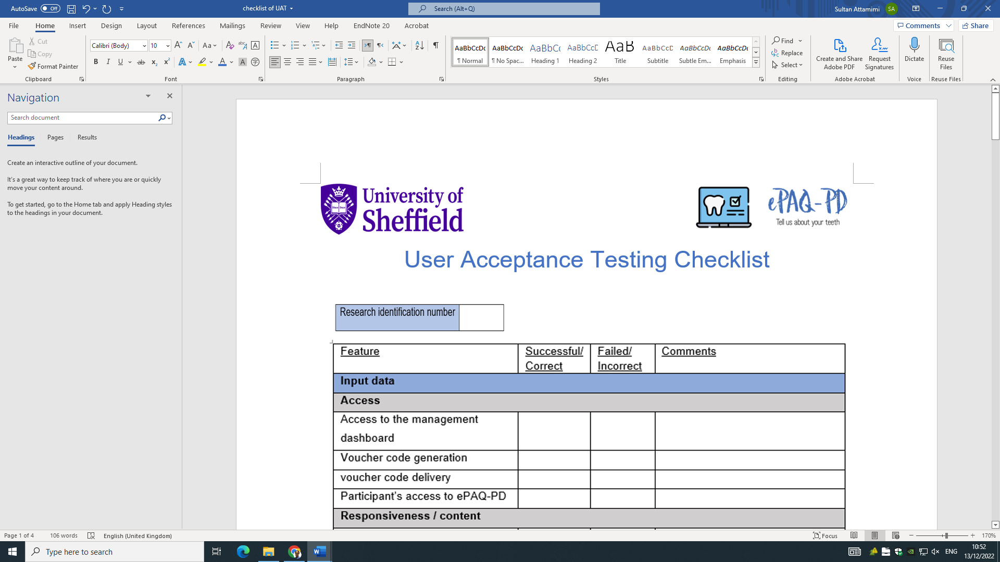 AutoSave Off checklist of UAT Search (Alt+Q) Sultan Attamimi SA
File Home Insert Design Layout References Mailings Review View Help EndNote 20 Acrobat Comments Share
Paste Cut Copy Format Painter
Clipboard
Calibri (Body) 10 A A Aa A A
B I U ab x₂ x² A A A
Font
Paragraph
AaBbCcDc ¶ Normal
AaBbCcDc ¶ No Spac...
AaBbCc Heading 1
AaBbCcD Heading 2
AaB Title
AaBbCcD Subtitle
AaBbCcDc Subtle Em...
AaBbCcDc Emphasis
Styles
Find
Replace
Select
Editing
Create and Share Adobe PDF
Request Signatures
Adobe Acrobat
Dictate
Voice
Reuse Files
Reuse Files
Navigation
Search document
Headings Pages Results
Create an interactive outline of your document.
It's a great way to keep track of where you are or quickly
move your content around.
To get started, go to the Home tab and apply Heading styles
to the headings in your document.
University of
Sheffield
ePAQ-PD
Tell us about your teeth
User Acceptance Testing Checklist
Research identification number
Feature Successful/ Failed/ Comments
Correct Incorrect
Input data
Access
Access to the management
dashboard
Voucher code generation
voucher code delivery
Participant's access to ePAQ-PD
Responsiveness / content
Page 1 of 4 106 words English (United Kingdom) Focus 170%
Type here to search ENG 10:52
13/12/2022